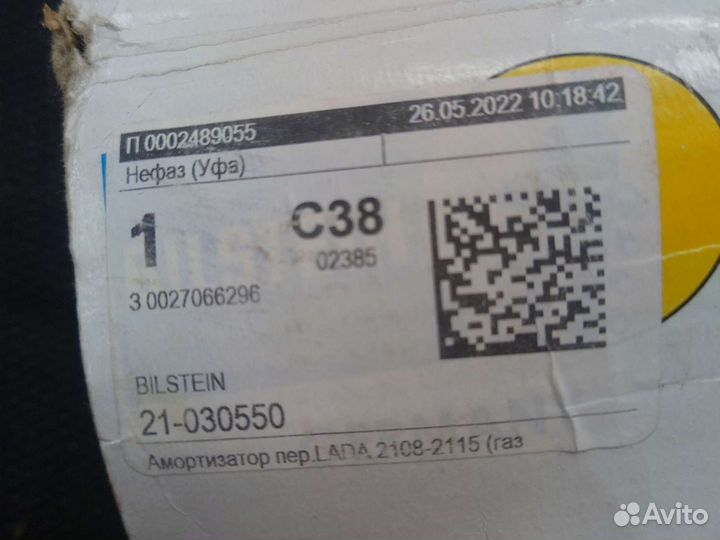 П 0002489055 26.05.2022 10:18:42
Нефаз (Уфа)
1 C38
02385
3 0027066296
BILSTEIN
21-030550
Амортизатор пер.LADA 2108-2115 (газ
Avito